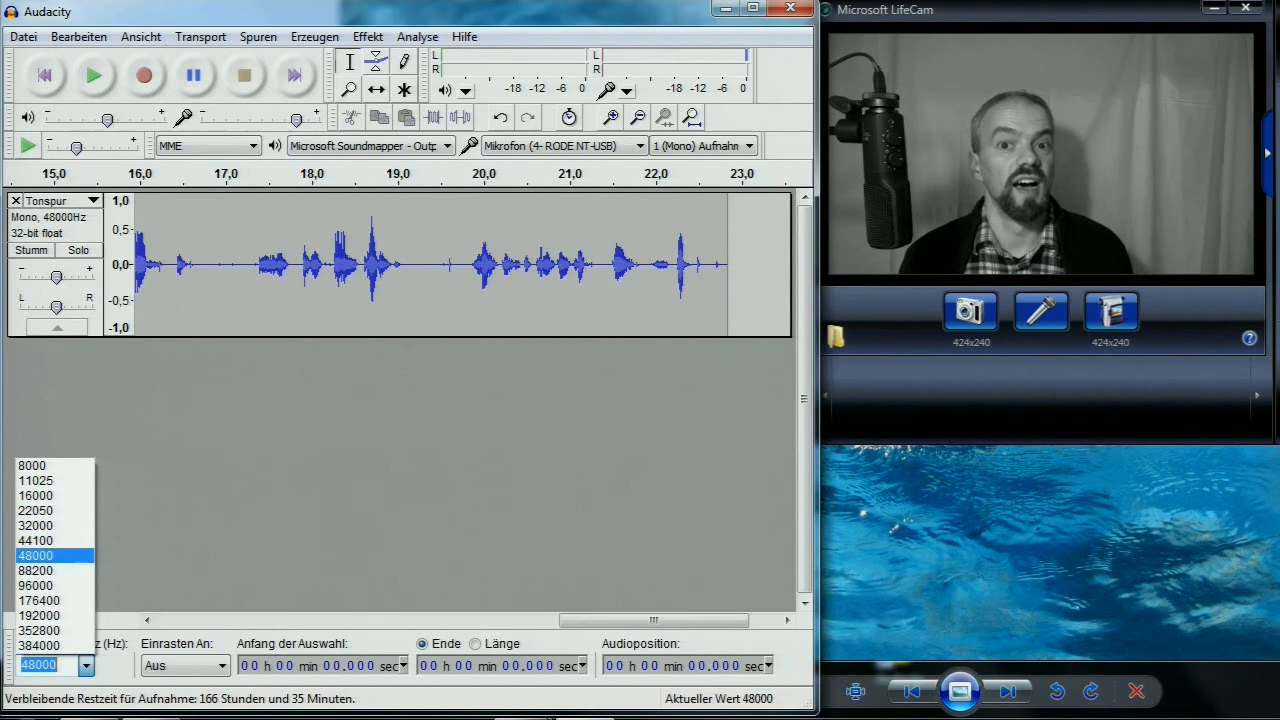 Audacity
Datei Bearbeiten Ansicht Transport Spuren Erzeugen Effekt Analyse Hilfe
L
R
-18 -12 -6 0
L
R
-18 -12 -6 0
MME
Microsoft Soundmapper - Outp
Mikrofon (4- RODE NT-USB)
1 (Mono) Aufnahn
15,0 16,0 17,0 18,0 19,0 20,0 21,0 22,0 23,0
Tonspur
Mono, 48000Hz
32-bit float
Stumm Solo
- +
L R
1,0
0,5
0,0
-0,5
-1,0
8000
11025
16000
22050
32000
44100
48000
88200
96000
176400
192000
352800
384000
z (Hz):
48000
Einrasten An:
Aus
Anfang der Auswahl:
00 h 00 min 00.000 sec
Ende Länge
00 h 00 min 00.000 sec
Audioposition:
00 h 00 min 00.000 sec
Verbleibende Restzeit für Aufnahme: 166 Stunden und 35 Minuten.
Aktueller Wert 48000
Microsoft LifeCam
424x240
424x240